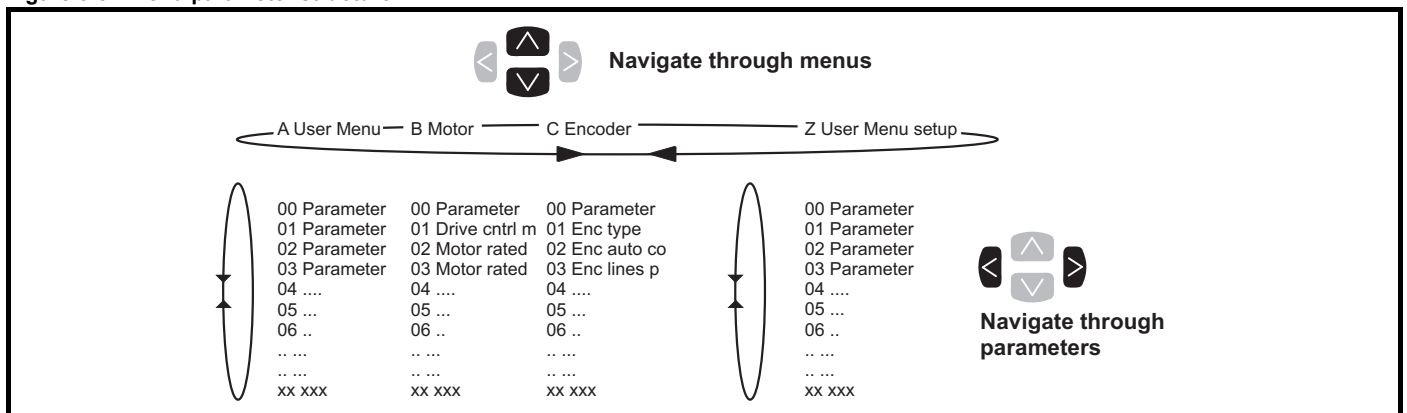 Navigate through menus
A User Menu B Motor C Encoder Z User Menu setup
00 Parameter 00 Parameter 00 Parameter 00 Parameter
01 Parameter 01 Drive cntrl m 01 Enc type 01 Parameter
02 Parameter 02 Motor rated 02 Enc auto co 02 Parameter
03 Parameter 03 Motor rated 03 Enc lines p 03 Parameter
04 .... 04 .... 04 .... 04 ....
05 ... 05 ... 05 ... 05 ...
06 .. 06 .. 06 .. 06 ..
.. ... .. ... .. ... .. ...
.. ... .. ... .. ... .. ...
xx xxx xx xxx xx xxx xx xxx
Navigate through
parameters